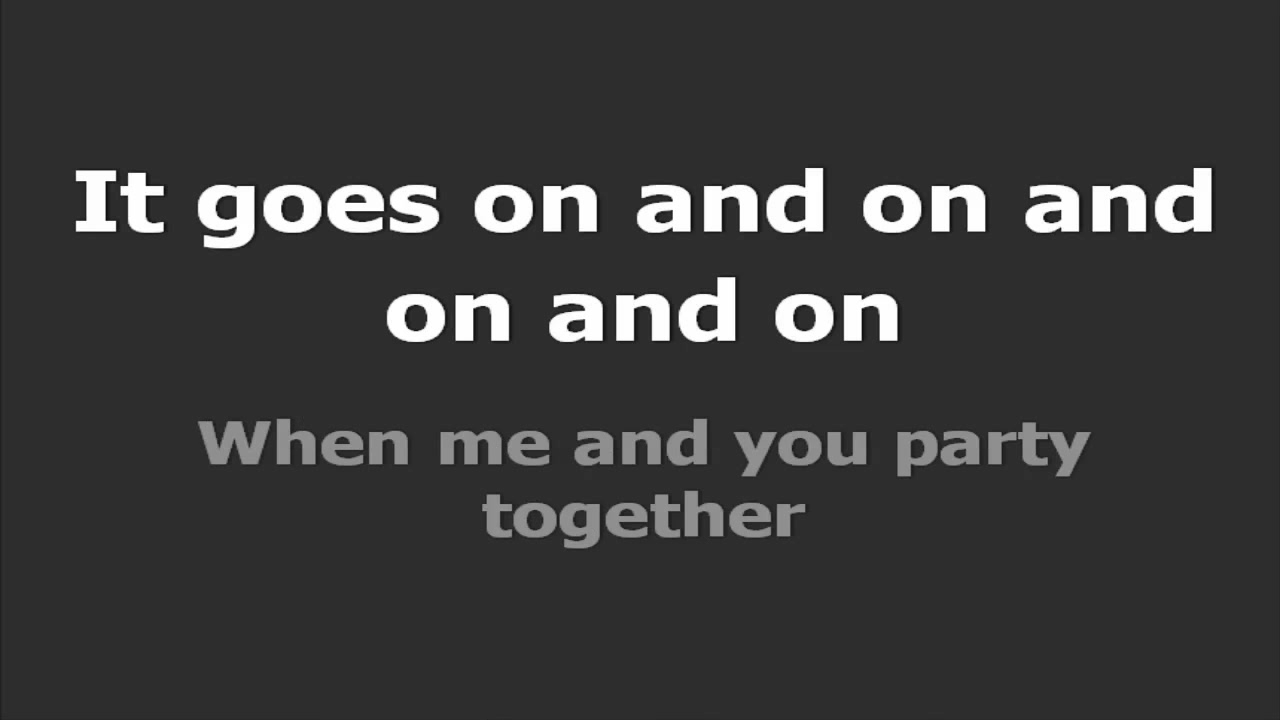 It goes on and on and
on and on
When me and you party
together